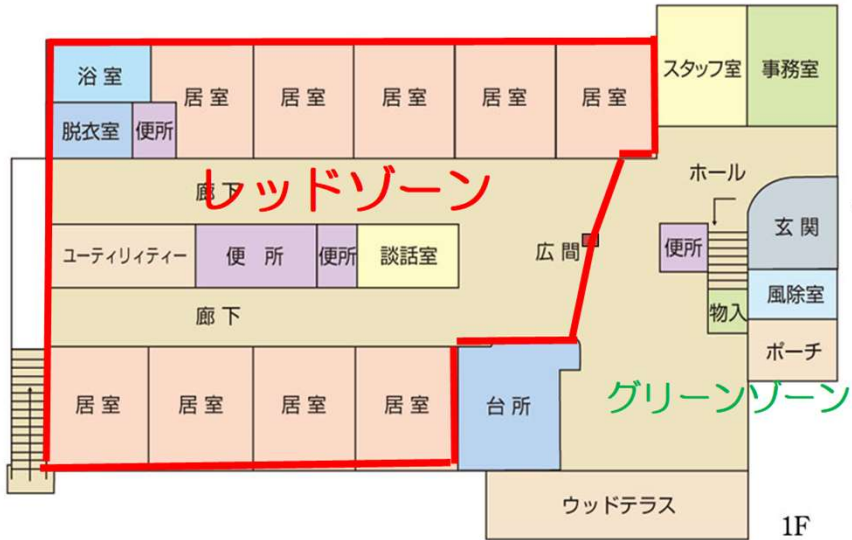 スタッフ室
事務室
浴室
居室
居室
居室
居室
居室
脱衣室
便所
レッドゾーン
廊下
ホール
玄関
ユーティリィティー
便所
便所
談話室
広間
便所
風除室
物入
廊下
ポーチ
居室
居室
居室
居室
台所
グリーンゾーン
ウッドテラス
1F